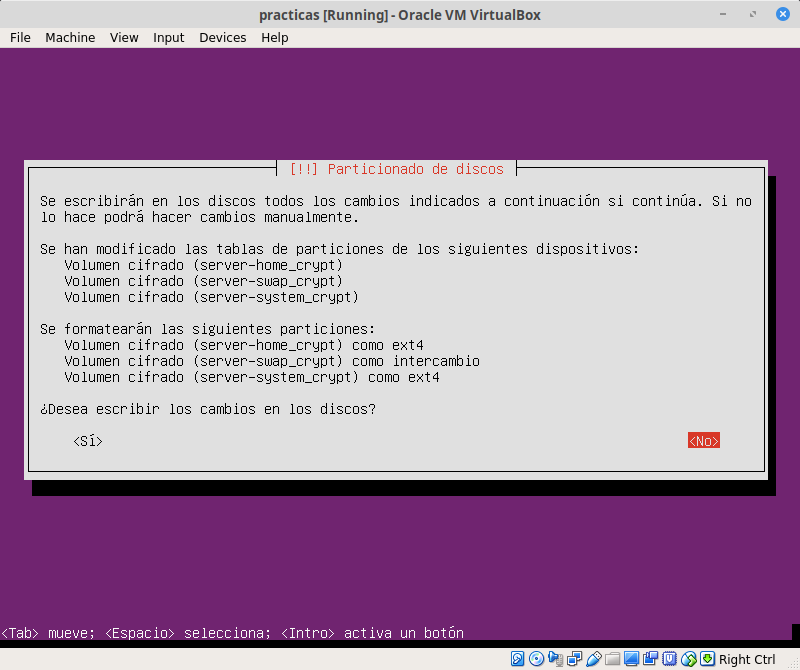 practicas [Running] - Oracle VM VirtualBox
File Machine View Input Devices Help
[!!] Particionado de discos
Se escribirán en los discos todos los cambios indicados a continuación si continúa. Si no
lo hace podrá hacer cambios manualmente.
Se han modificado las tablas de particiones de los siguientes dispositivos:
Volumen cifrado (server-home_crypt)
Volumen cifrado (server-swap_crypt)
Volumen cifrado (server-system_crypt)
Se formatearán las siguientes particiones:
Volumen cifrado (server-home_crypt) como ext4
Volumen cifrado (server-swap_crypt) como intercambio
Volumen cifrado (server-system_crypt) como ext4
¿Desea escribir los cambios en los discos?
<Sí> <No>
<Tab> mueve; <Espacio> selecciona; <Intro> activa un botón
Right Ctrl